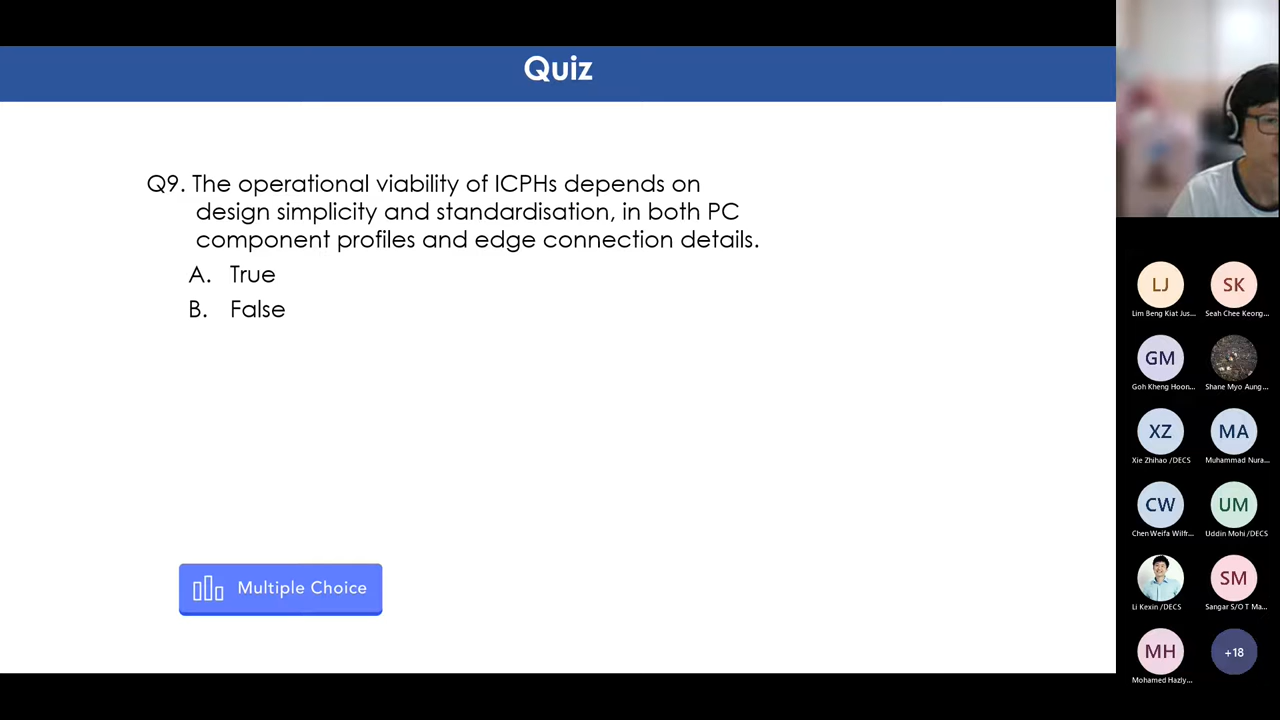 Quiz
Q9. The operational viability of ICPHs depends on
design simplicity and standardisation, in both PC
component profiles and edge connection details.
A. True
B. False
Multiple Choice
LJ
SK
Lim Beng Kiat Jus...
Seah Chee Keong...
GM
Goh Kheng Hoon...
Shane Myo Aung...
XZ
MA
Xie Zhihao /DECS
Muhammad Nura...
CW
UM
Chen Weifa Wilfr...
Uddin Mohi /DECS
SM
Li Kexin /DECS
Sangar S/O T Ma...
MH
+18
Mohamed Hazly...